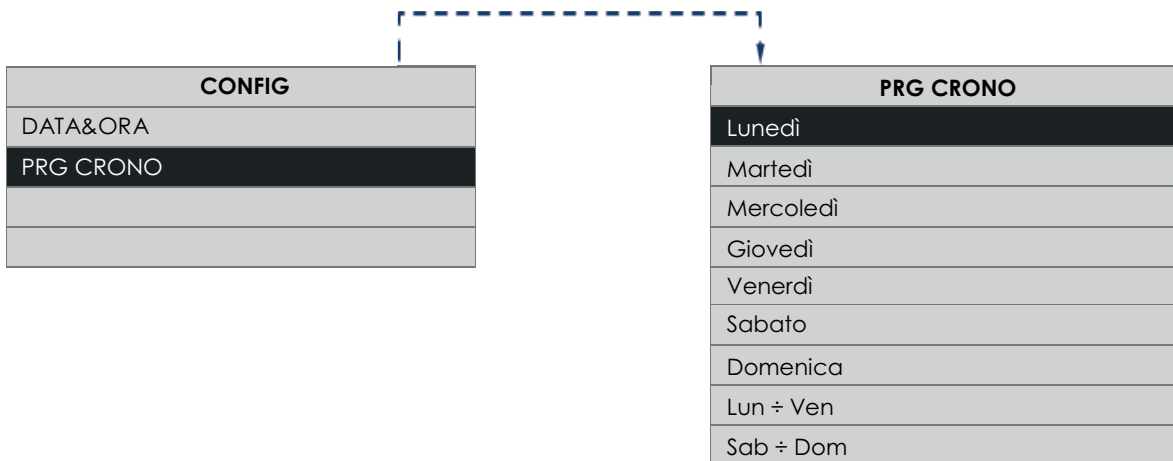 CONFIG
DATA&ORA
PRG CRONO
PRG CRONO
Lunedì
Martedì
Mercoledì
Giovedì
Venerdì
Sabato
Domenica
Lun ÷ Ven
Sab ÷ Dom